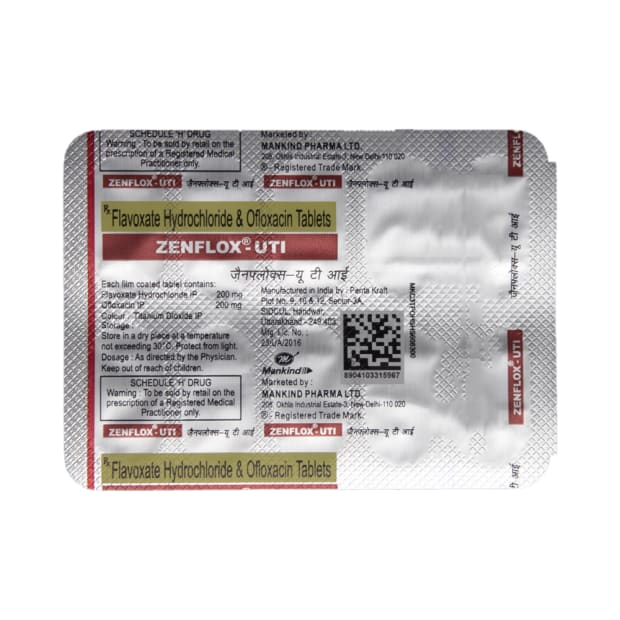 SCHEDULE 'H' DRUG
Warning : To be sold by retail on the
prescription of a Registered Medical
Practitioner only.
Marketed by :
MANKIND PHARMA LTD.
208, Okhla Industrial Estate-3, New Delhi-110 020
® - Registered Trade Mark.
ZENFLOX
ZENFLOX®-UTI जैनफ्लोक्स-यू टी आई ZENFLOX®-UTI जैनफ्लोक्स-यू टी आई
Rx Flavoxate Hydrochloride & Ofloxacin Tablets
ZENFLOX®-UTI
जैनफ्लोक्स-यू टी आई
Each film coated tablet contains:
Flavoxate Hydrochloride IP 200 mg
Ofloxacin IP 200 mg
Colour : Titanium Dioxide IP
Storage :
Store in a dry place at a temperature
not exceeding 30°C. Protect from light.
Dosage : As directed by the Physician.
Keep out of reach of children.
SCHEDULE 'H' DRUG
Warning : To be sold by retail on the
prescription of a Registered Medical
Practitioner only.
Manufactured in India by : Penta Kraft
Plot No. 9, 10 & 12, Sector-3A,
SIDCUL, Haridwar,
Uttarakhand - 249 403
Mfg. Lic. No. :
23/UA/2016
Mankind
Marketed by :
MANKIND PHARMA LTD.
208, Okhla Industrial Estate-3, New Delhi-110 020
® - Registered Trade Mark.
8904103315967
जैनफ्लोक्स-यू टी आई
ZENFLOX®-UTI
ZENFLOX®-UTI जैनफ्लोक्स-यू टी आई ZENFLOX®-UTI जैनफ्लोक्स-यू टी आई
Rx Flavoxate Hydrochloride & Ofloxacin Tablets